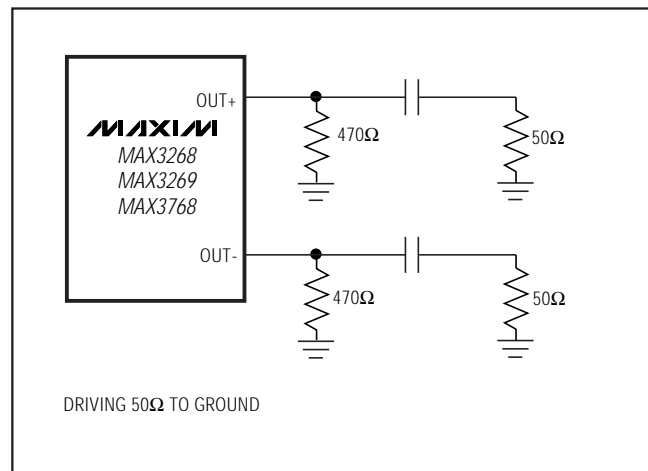 OUT+
MAXIM
MAX3268
MAX3269
MAX3768
470Ω
50Ω
OUT-
470Ω
50Ω
DRIVING 50Ω TO GROUND